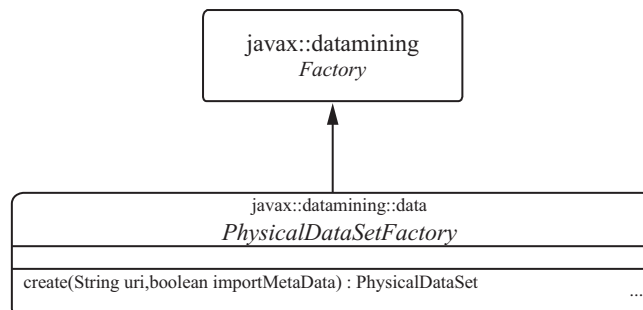 javax::datamining
Factory
javax::datamining::data
PhysicalDataSetFactory
create(String uri,boolean importMetaData) : PhysicalDataSet
...